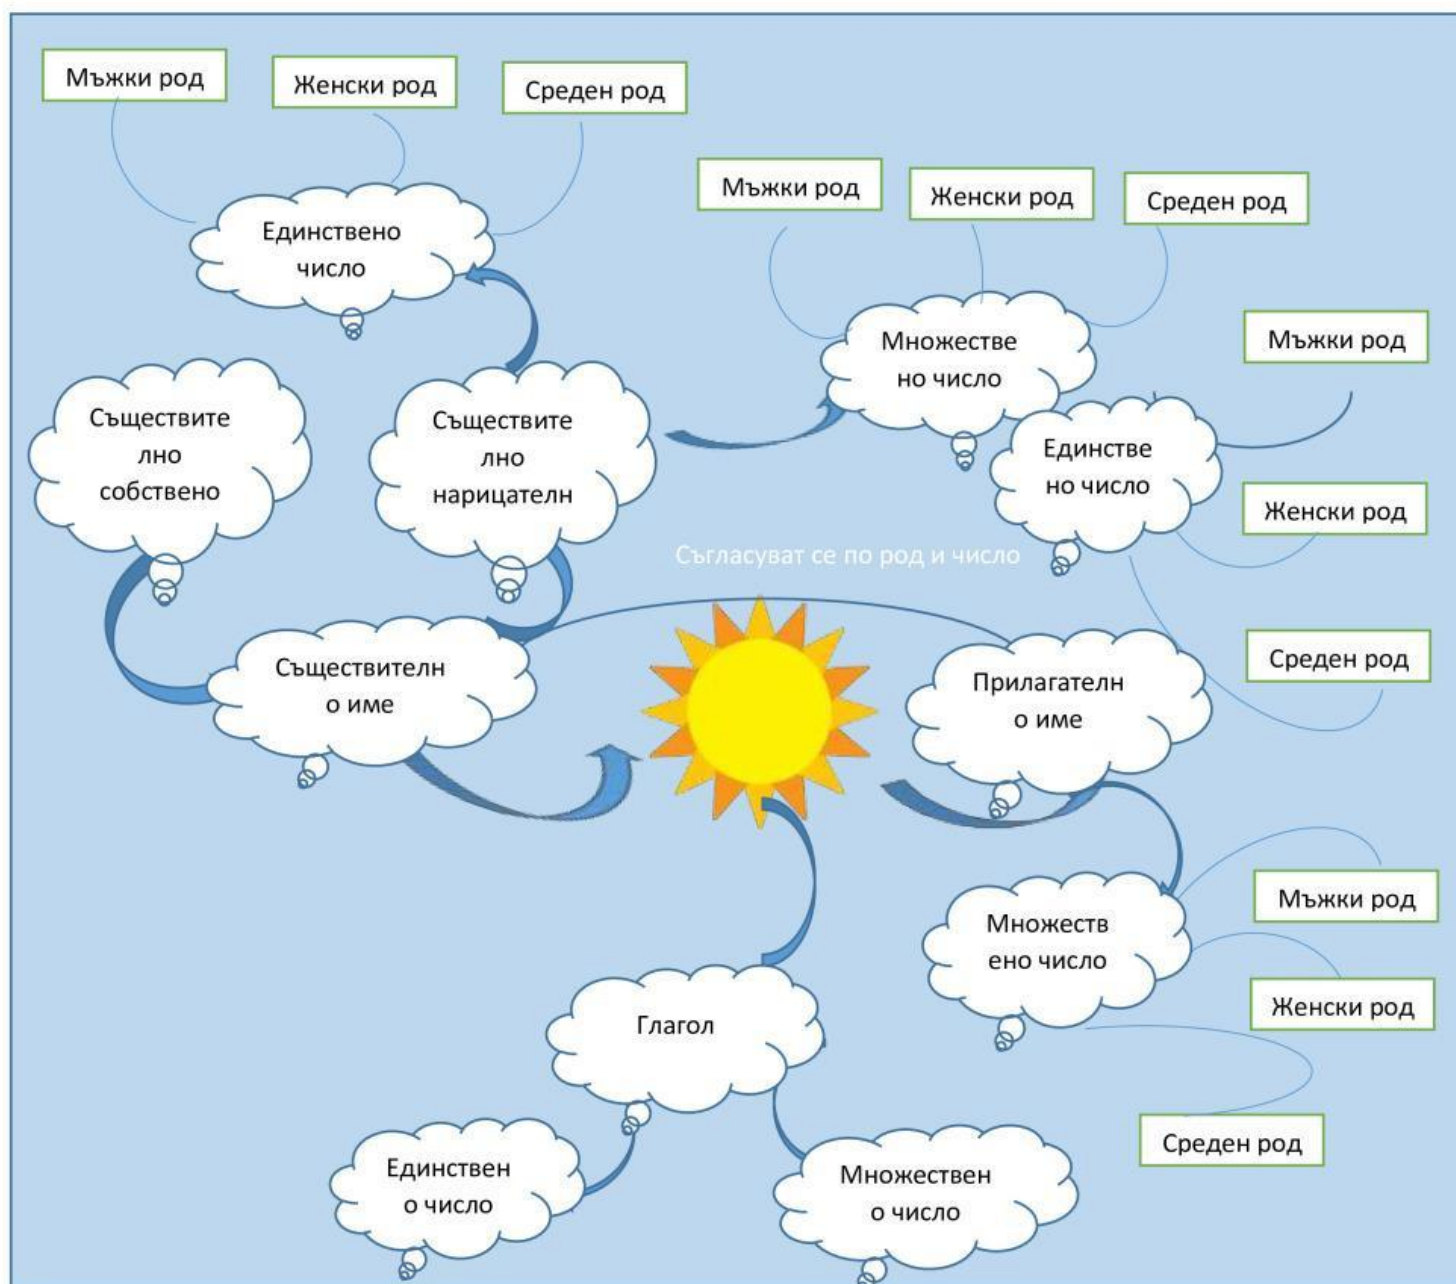 Мъжки род
Женски род
Среден род
Единствено
число
Мъжки род
Женски род
Среден род
Множестве
но число
Мъжки род
Съществите
лно
собствено
Съществите
лно
нарицателн
Единстве
но число
Женски род
Съгласуват се по род и число
Среден род
Съществителн
о име
Прилагателн
о име
Мъжки род
Множеств
ено число
Женски род
Глагол
Среден род
Единствен
о число
Множествен
о число